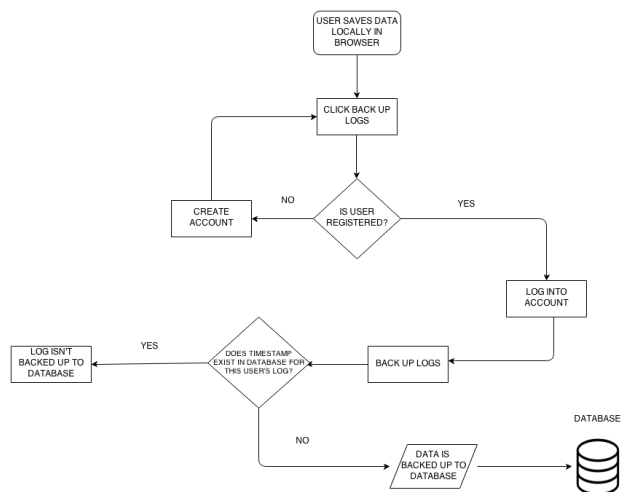 USER SAVES DATA
LOCALLY IN
BROWSER
CLICK BACK UP
LOGS
NO
YES
CREATE
ACCOUNT
IS USER
REGISTERED?
LOG INTO
ACCOUNT
YES
LOG ISN'T
BACKED UP TO
DATABASE
DOES TIMESTAMP
EXIST IN DATABASE FOR
THIS USER'S LOG?
BACK UP LOGS
DATABASE
NO
DATA IS
BACKED UP TO
DATABASE